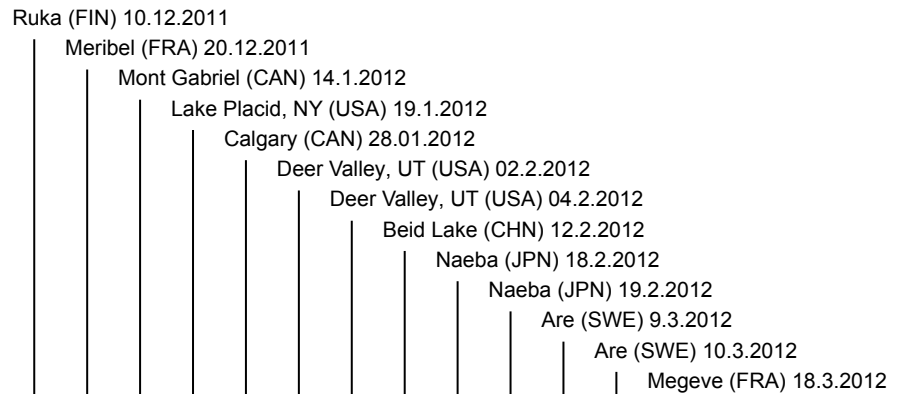 Ruka (FIN) 10.12.2011
Meribel (FRA) 20.12.2011
Mont Gabriel (CAN) 14.1.2012
Lake Placid, NY (USA) 19.1.2012
Calgary (CAN) 28.01.2012
Deer Valley, UT (USA) 02.2.2012
Deer Valley, UT (USA) 04.2.2012
Beid Lake (CHN) 12.2.2012
Naeba (JPN) 18.2.2012
Naeba (JPN) 19.2.2012
Are (SWE) 9.3.2012
Are (SWE) 10.3.2012
Megeve (FRA) 18.3.2012